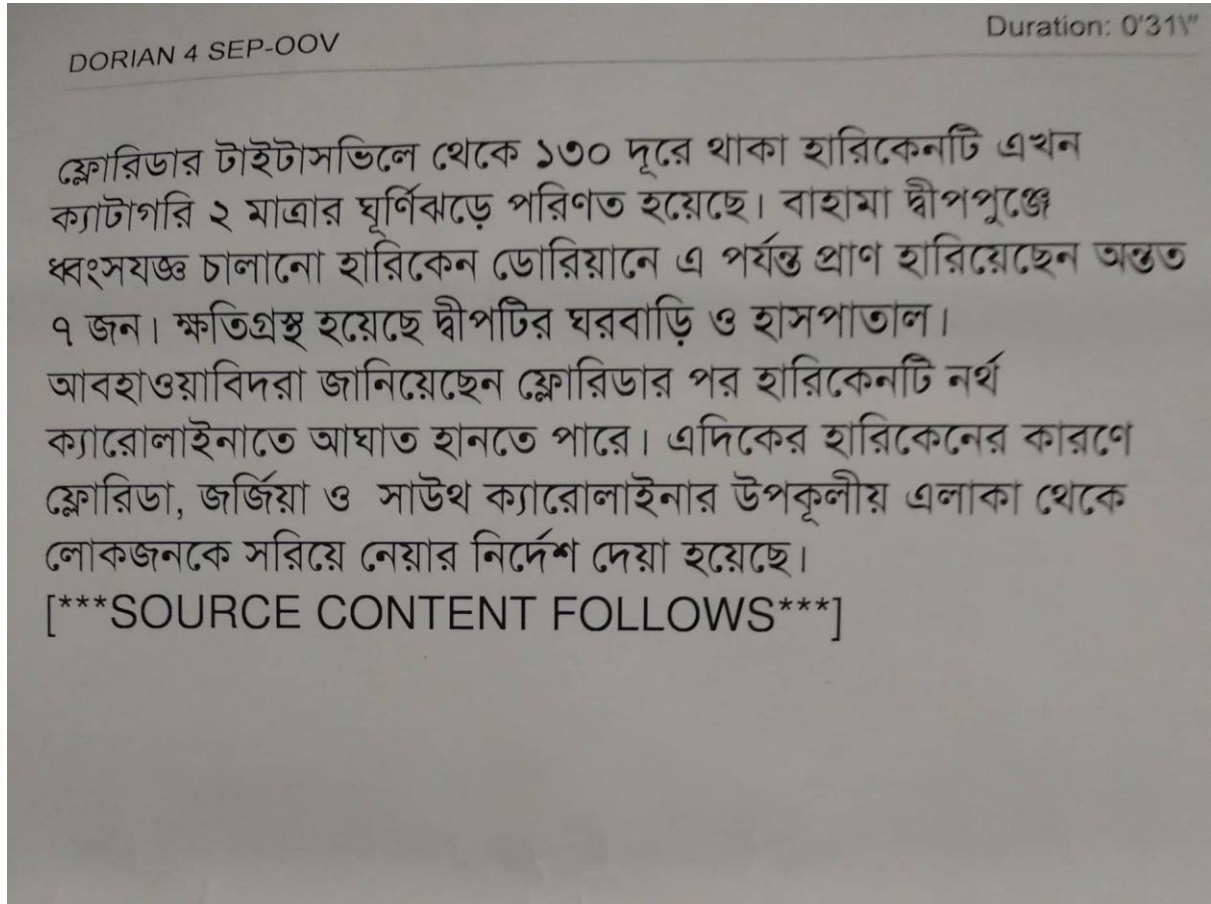 DORIAN 4 SEP-OOV
Duration: 0'31\"
ফ্লোরিডার টাইটাসভিলে থেকে ১৩০ দূরে থাকা হারিকেনটি এখন
ক্যাটাগরি ২ মাত্রার ঘূর্ণিঝড়ে পরিণত হয়েছে। বাহামা দ্বীপপুঞ্জে
ধ্বংসযজ্ঞ চালানো হারিকেন ডোরিয়ানে এ পর্যন্ত প্রাণ হারিয়েছেন অন্তত
৭ জন। ক্ষতিগ্রস্থ হয়েছে দ্বীপটির ঘরবাড়ি ও হাসপাতাল।
আবহাওয়াবিদরা জানিয়েছেন ফ্লোরিডার পর হারিকেনটি নর্থ
ক্যারোলাইনাতে আঘাত হানতে পারে। এদিকের হারিকেনের কারণে
ফ্লোরিডা, জর্জিয়া ও সাউথ ক্যারোলাইনার উপকূলীয় এলাকা থেকে
লোকজনকে সরিয়ে নেয়ার নির্দেশ দেয়া হয়েছে।
[***SOURCE CONTENT FOLLOWS***]